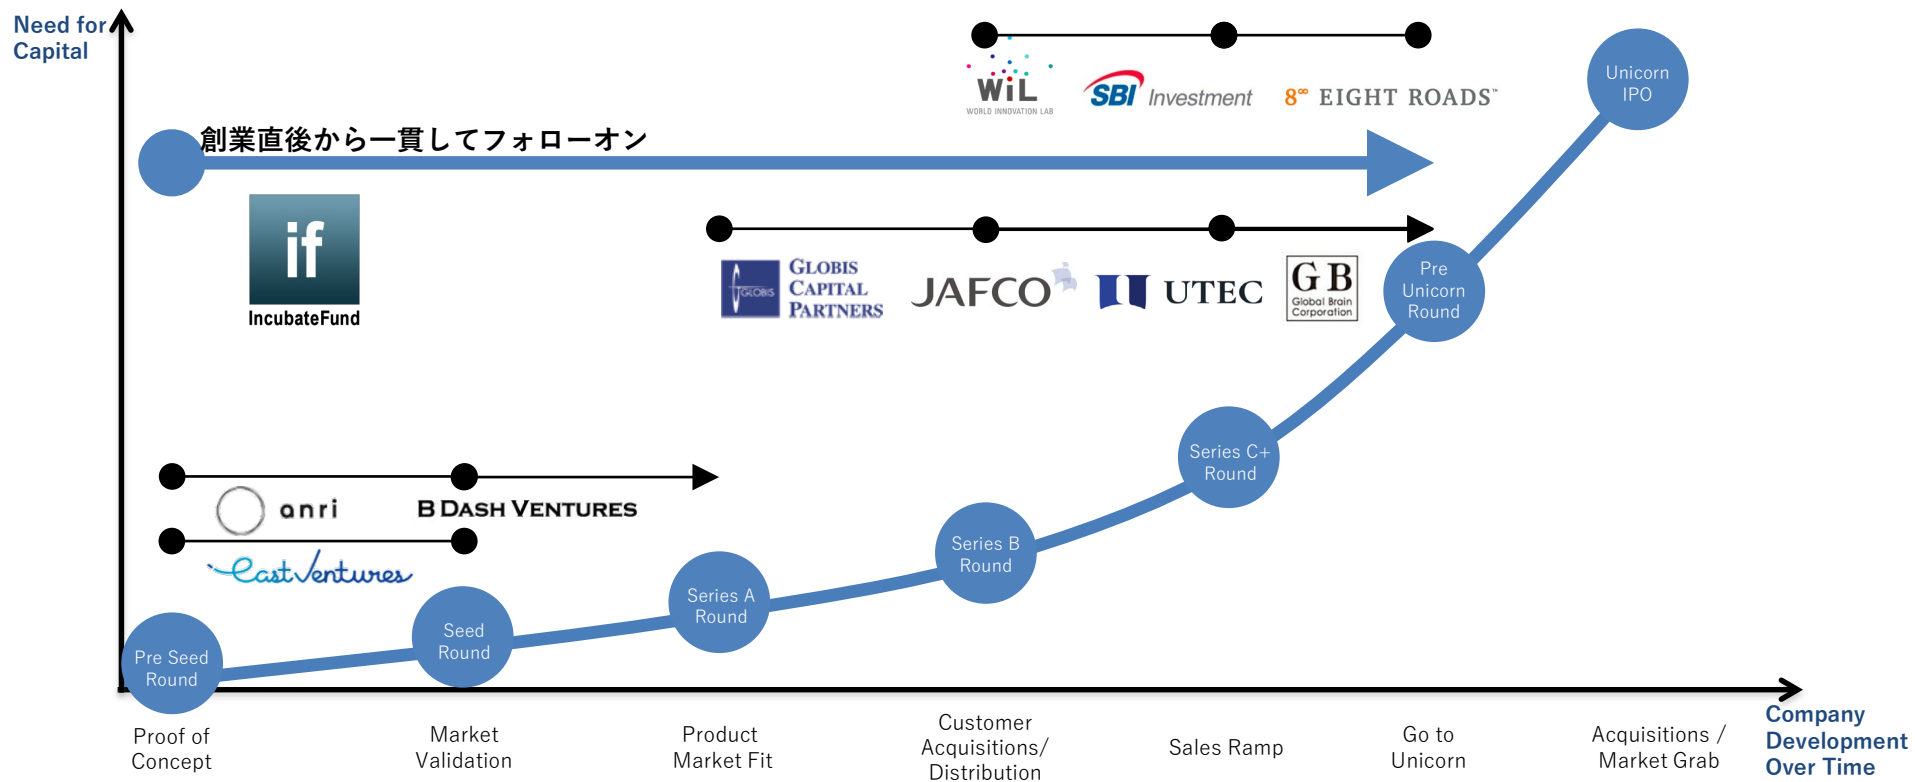 Need for
Capital
WiL
WORLD INNOVATION LAB
SBI Investment
8∞ EIGHT ROADS™
Unicorn
IPO
創業直後から一貫してフォローオン
if
IncubateFund
GLOBIS
GLOBIS
CAPITAL
PARTNERS
JAFCO
UTEC
GB
Global Brain
Corporation
Pre
Unicorn
Round
anri
B DASH VENTURES
East Ventures
Series C+
Round
Series B
Round
Series A
Round
Seed
Round
Pre Seed
Round
Proof of
Concept
Market
Validation
Product
Market Fit
Customer
Acquisitions/
Distribution
Sales Ramp
Go to
Unicorn
Acquisitions /
Market Grab
Company
Development
Over Time